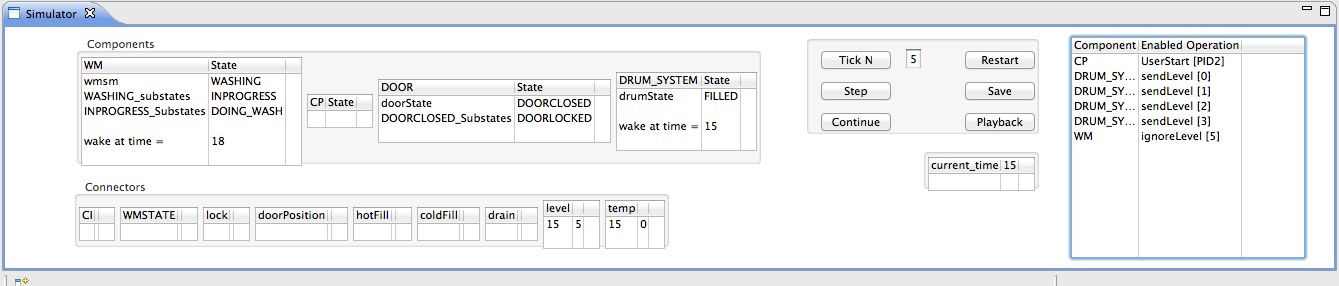 Simulator
Components
WM State
wmsm WASHING
WASHING_substates INPROGRESS
INPROGRESS_Substates DOING_WASH
wake at time = 18
CP State
DOOR State
doorState DOORCLOSED
DOORCLOSED_Substates DOORLOCKED
DRUM_SYSTEM State
drumState FILLED
wake at time = 15
Connectors
CI WMSTATE lock doorPosition hotFill coldFill drain level temp
15 5 15 0
Tick N 5 Restart
Step Save
Continue Playback
current_time 15
Component Enabled Operation
CP UserStart [PID2]
DRUM_SY... sendLevel [0]
DRUM_SY... sendLevel [1]
DRUM_SY... sendLevel [2]
DRUM_SY... sendLevel [3]
WM ignoreLevel [5]